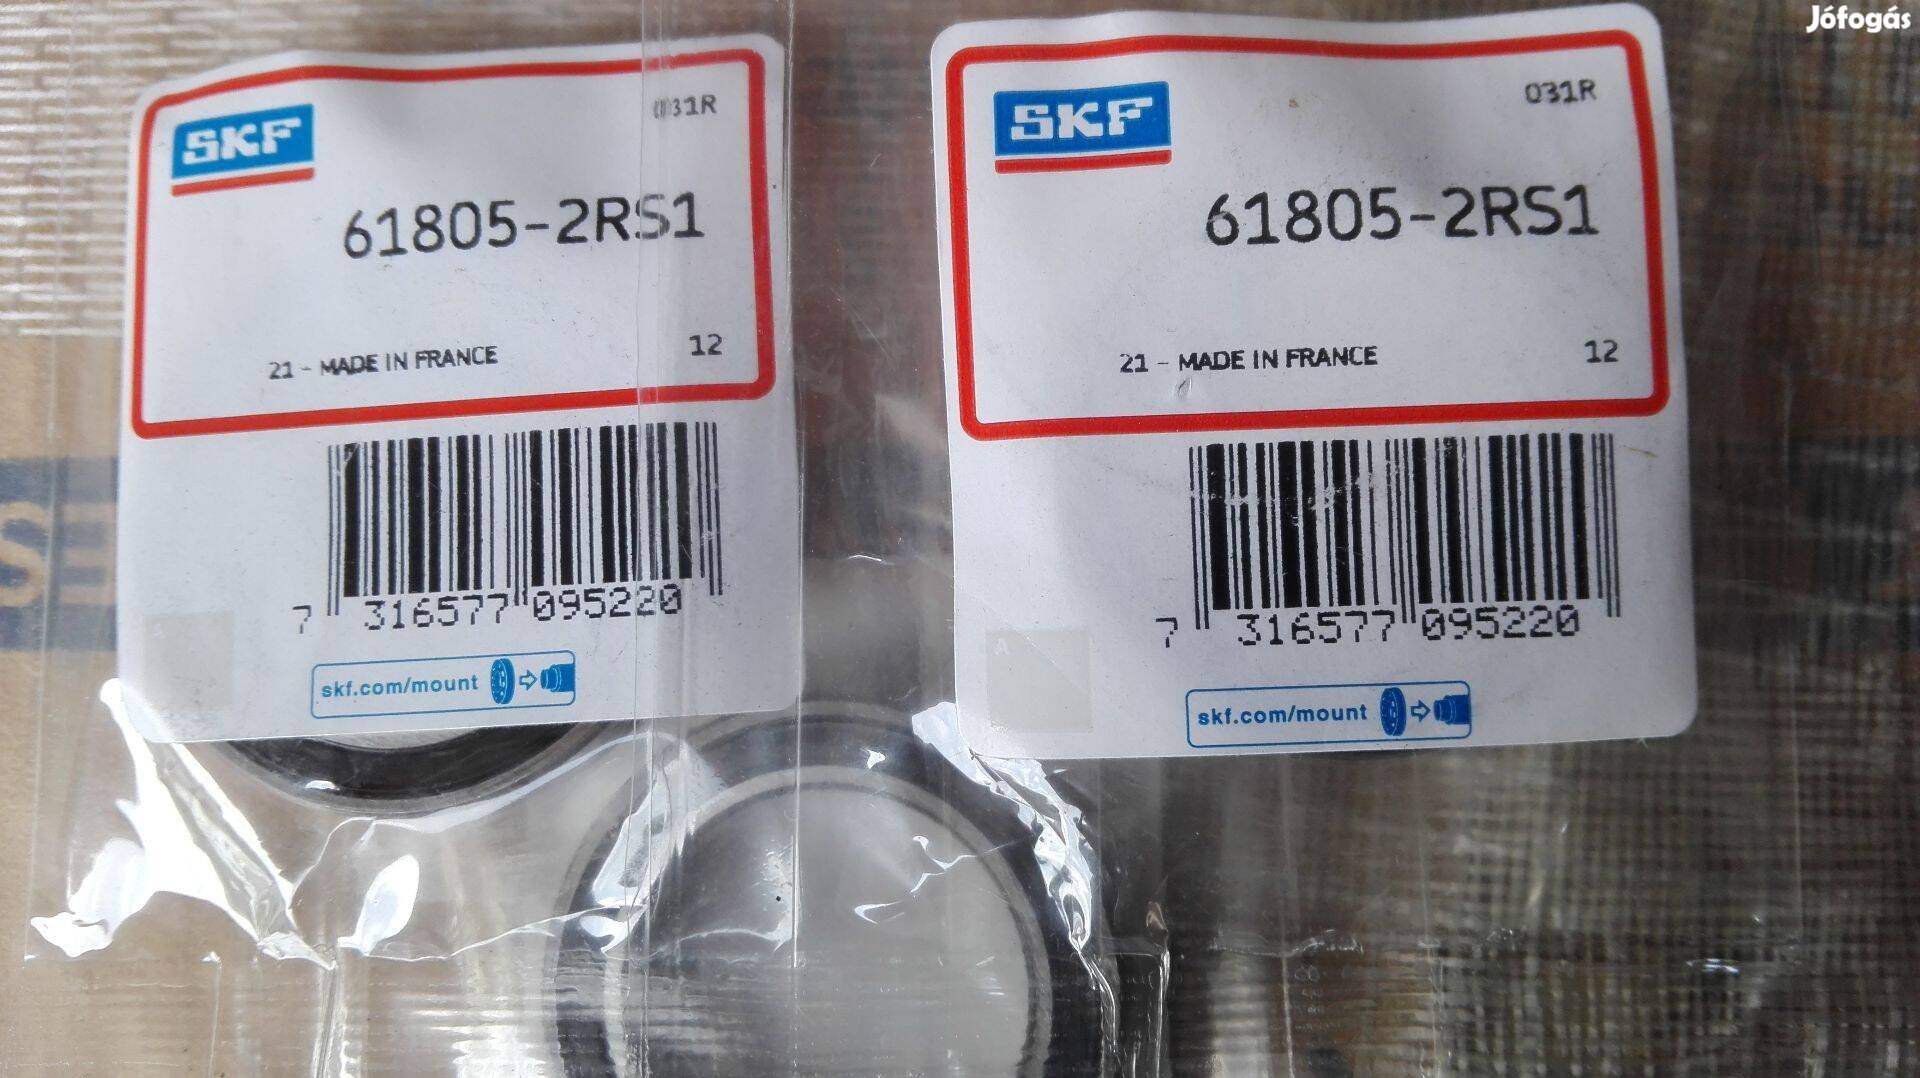 Jófogás
SKF
031R
61805-2RS1
21 - MADE IN FRANCE
12
7 316577 095220
skf.com/mount
SKF
031R
61805-2RS1
21 - MADE IN FRANCE
12
7 316577 095220
A
skf.com/mount